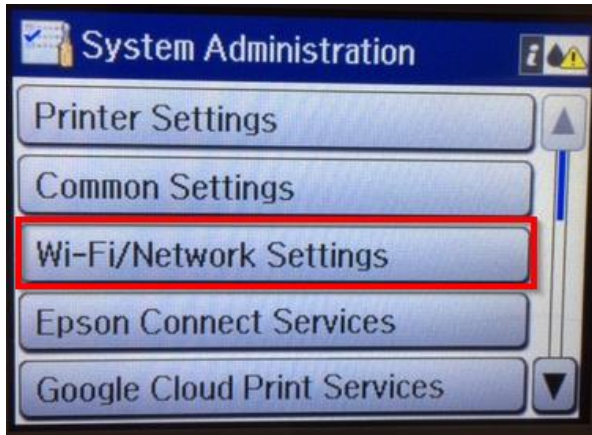 System Administration
Printer Settings
Common Settings
Wi-Fi/Network Settings
Epson Connect Services
Google Cloud Print Services